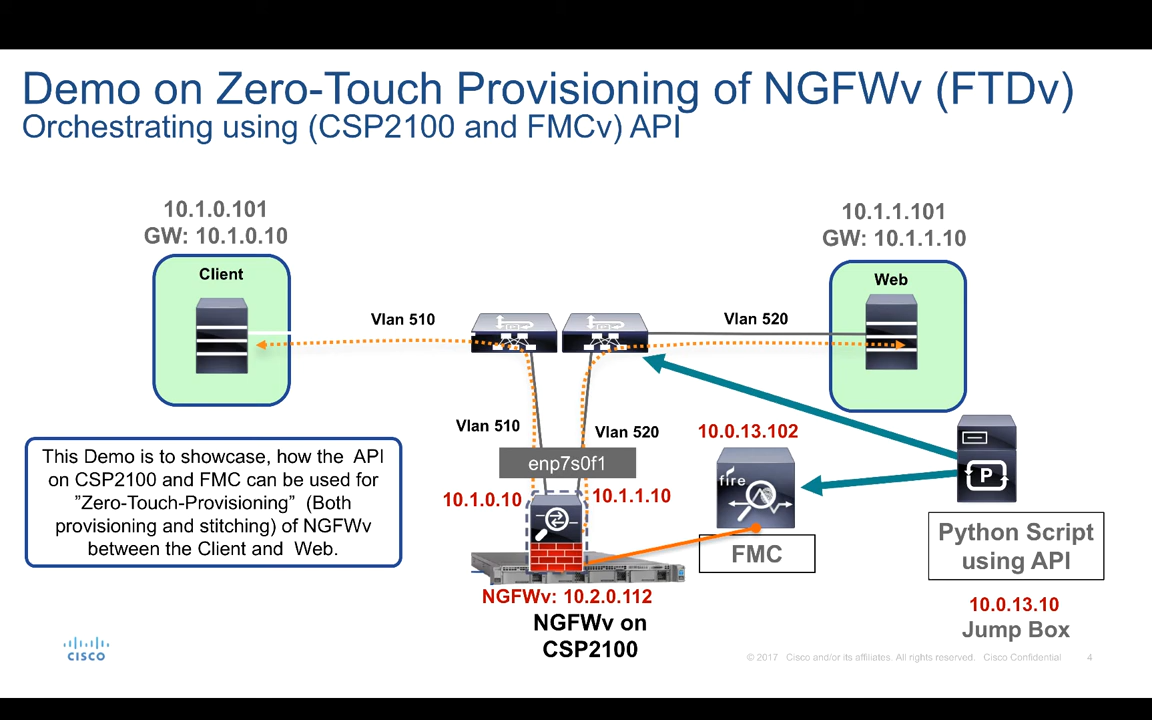 Demo on Zero-Touch Provisioning of NGFWv (FTDv)
Orchestrating using (CSP2100 and FMCv) API
10.1.0.101
GW: 10.1.0.10
Client
10.1.1.101
GW: 10.1.1.10
Web
Vlan 510
Vlan 520
Vlan 510
Vlan 520
enp7s0f1
10.1.0.10
10.1.1.10
10.0.13.102
fire
FMC
P
Python Script
using API
10.0.13.10
Jump Box
This Demo is to showcase, how the API
on CSP2100 and FMC can be used for
”Zero-Touch-Provisioning” (Both
provisioning and stitching) of NGFWv
between the Client and Web.
NGFWv: 10.2.0.112
NGFWv on
CSP2100
CISCO
© 2017 Cisco and/or its affiliates. All rights reserved. Cisco Confidential
4